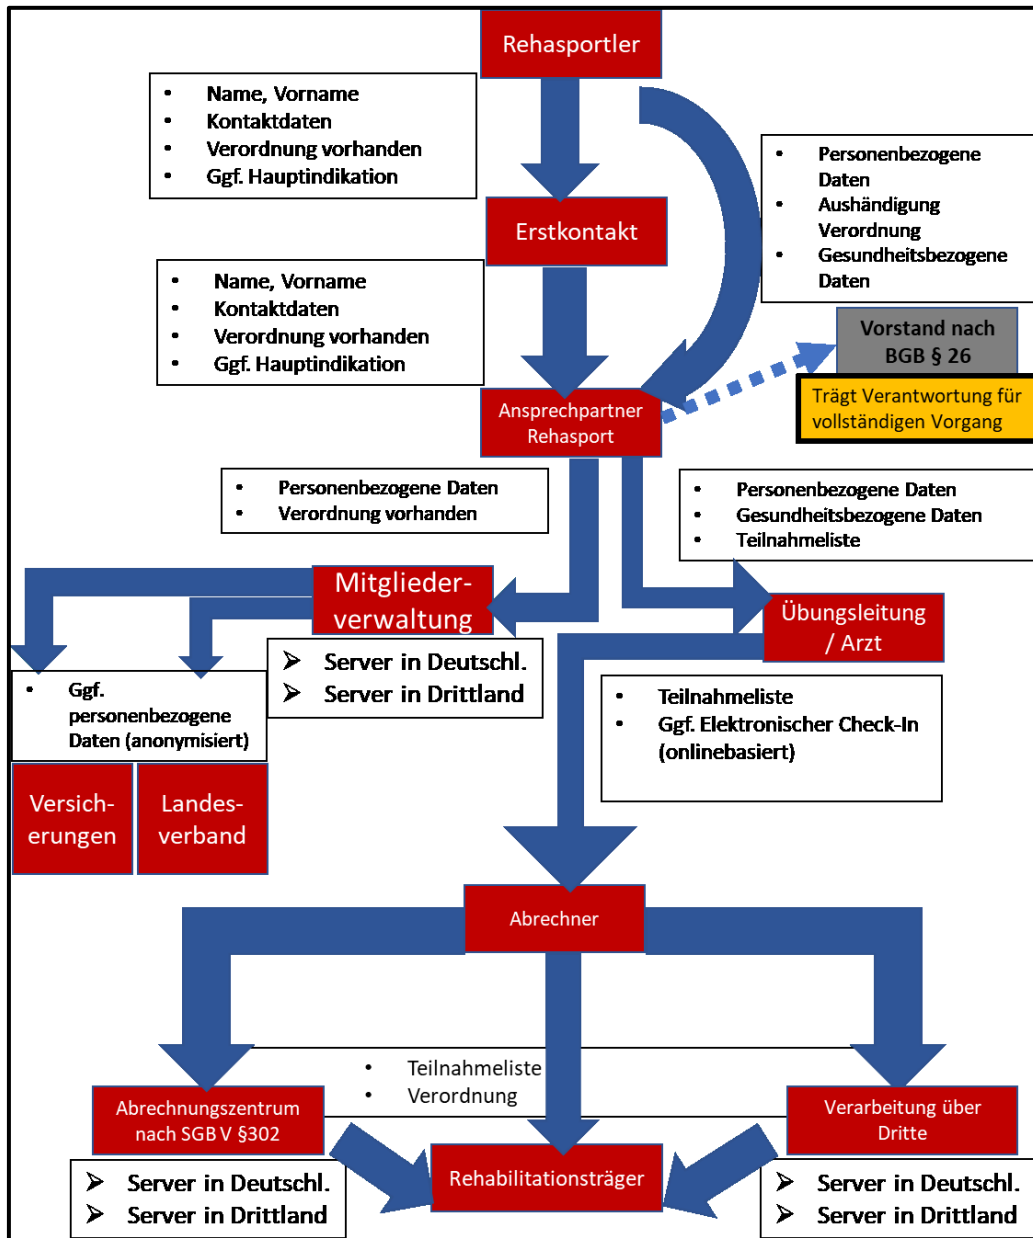 Rehasportler
• Name, Vorname
• Kontaktdaten
• Verordnung vorhanden
• Ggf. Hauptindikation
• Personenbezogene
Daten
• Aushändigung
Verordnung
• Gesundheitsbezogene
Daten
Erstkontakt
• Name, Vorname
• Kontaktdaten
• Verordnung vorhanden
• Ggf. Hauptindikation
Vorstand nach
BGB § 26
Trägt Verantwortung für
vollständigen Vorgang
Ansprechpartner
Rehasport
• Personenbezogene Daten
• Verordnung vorhanden
• Personenbezogene Daten
• Gesundheitsbezogene Daten
• Teilnahmeliste
Mitglieder-
verwaltung
➢ Server in Deutschl.
➢ Server in Drittland
Übungsleitung
/ Arzt
• Ggf.
personenbezogene
Daten (anonymisiert)
• Teilnahmeliste
• Ggf. Elektronischer Check-In
(onlinebasiert)
Versich-
erungen
Landes-
verband
Abrechner
• Teilnahmeliste
• Verordnung
Abrechnungszentrum
nach SGB V §302
Verarbeitung über
Dritte
Rehabilitationsträger
➢ Server in Deutschl.
➢ Server in Drittland
➢ Server in Deutschl.
➢ Server in Drittland